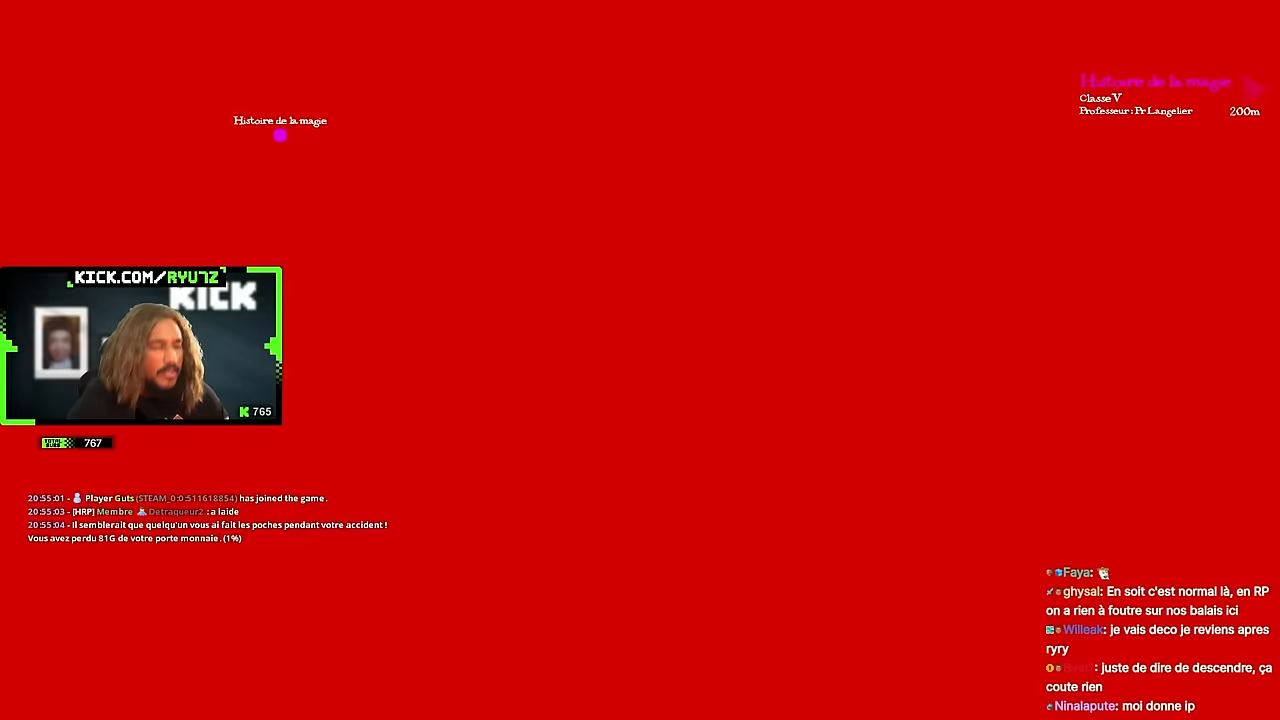 Histoire de la magie
Classe V
Professeur : Pr Langelier
200m
Histoire de la magie
KICK.COM/RYU7Z
KICK
765
TOTAL SUBS
767
20:55:01 - Player Guts (STEAM_0:0:511618854) has joined the game.
20:55:03 - [HRP] Membre Detraqueur2 : a laide
20:55:04 - Il semblerait que quelqu'un vous ai fait les poches pendant votre accident !
Vous avez perdu 81G de votre porte monnaie. (1%)
Faya:
ghysal: En soit c'est normal là, en RP
on a rien à foutre sur nos balais ici
Willeak: je vais deco je reviens apres
ryry
: juste de dire de descendre, ça
coute rien
Ninalapute: moi donne ip